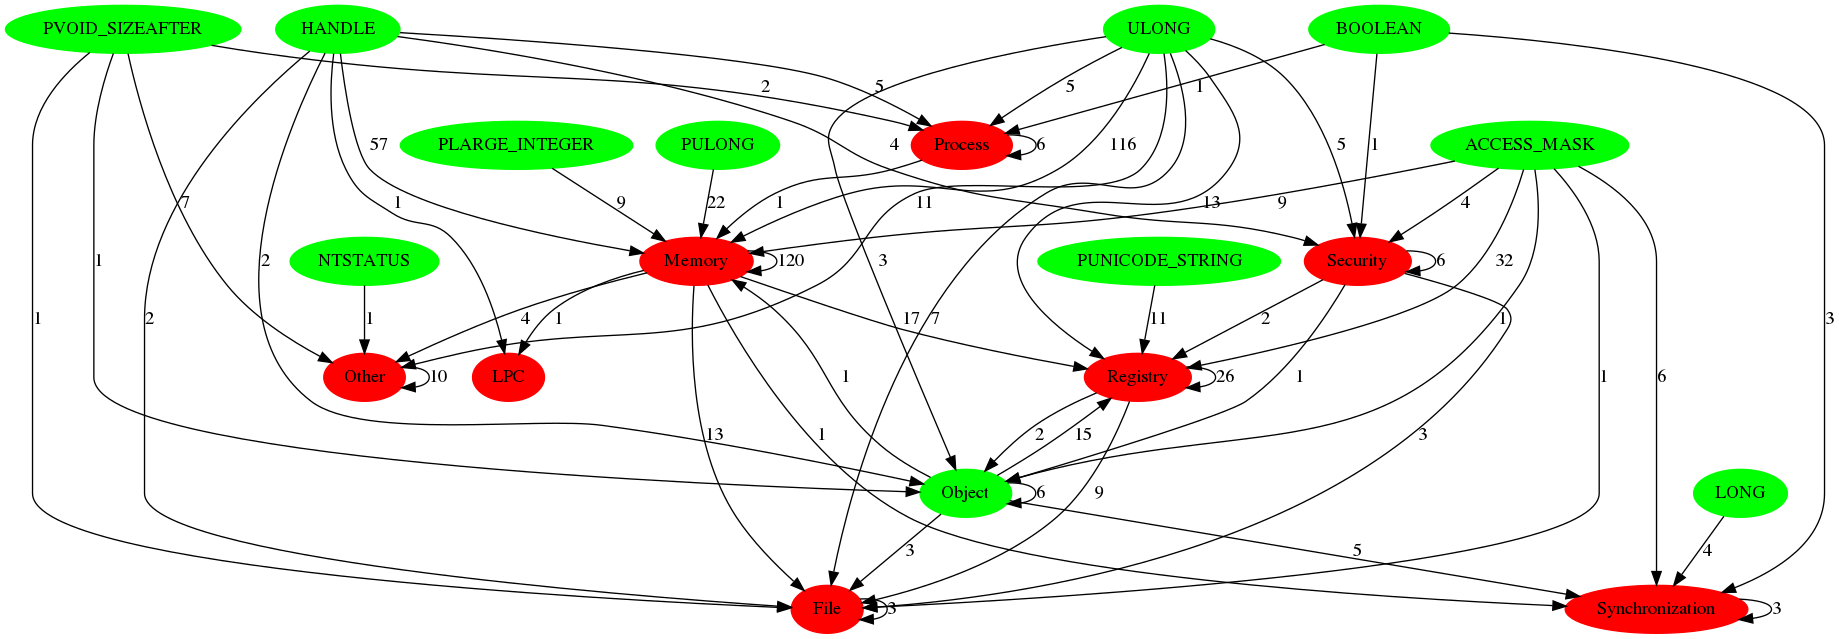 PVOID_SIZEAFTER HANDLE ULONG BOOLEAN
2 5 5 1
PLARGE_INTEGER PULONG Process 6 ACCESS_MASK
57 4 116 5 1
7 1 9 22 1 11 13 9 4
1 2 NTSTATUS Memory 120 3 PUNICODE_STRING Security 6 32
1 2 1 4 1 17 7 11 2 1 3
Other 10 LPC Registry 26 1 1 6
13 1 2 15 1 3
Object 6 LONG
3 9 5 4
File 3 Synchronization 3